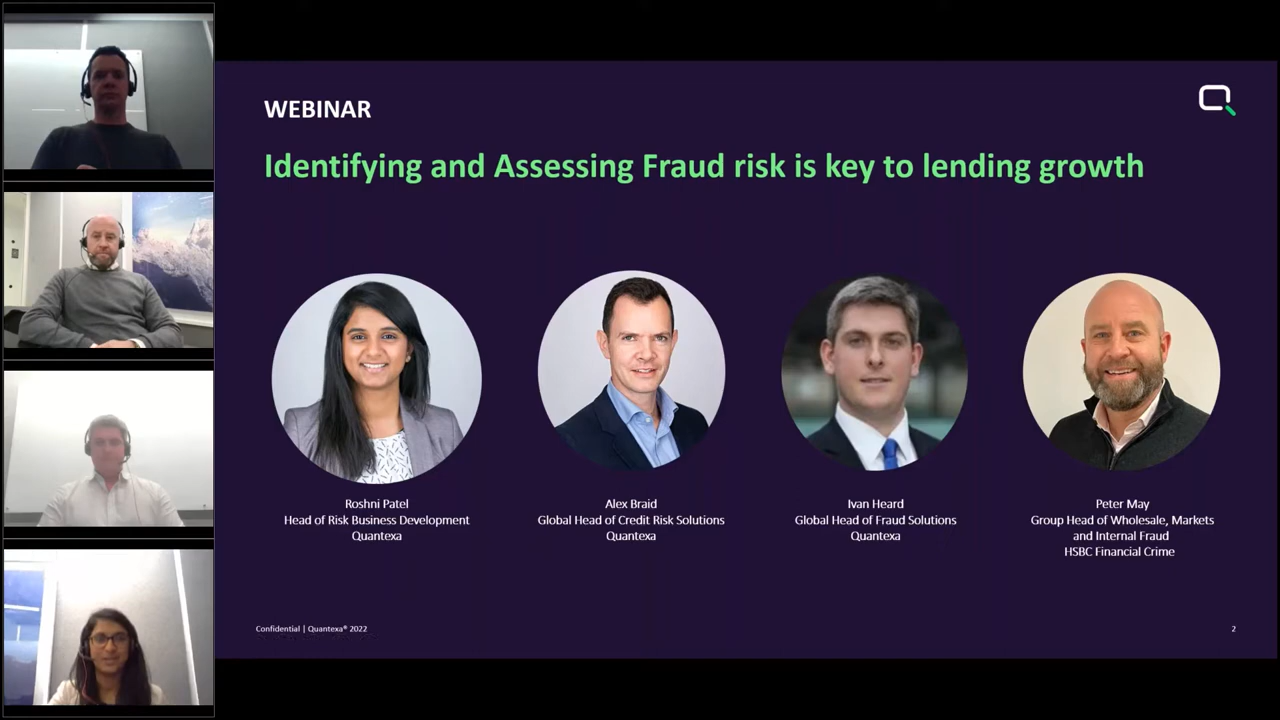 WEBINAR
Identifying and Assessing Fraud risk is key to lending growth
Roshni Patel
Head of Risk Business Development
Quantexa
Alex Braid
Global Head of Credit Risk Solutions
Quantexa
Ivan Heard
Global Head of Fraud Solutions
Quantexa
Peter May
Group Head of Wholesale, Markets
and Internal Fraud
HSBC Financial Crime
Confidential | Quantexa® 2022
2